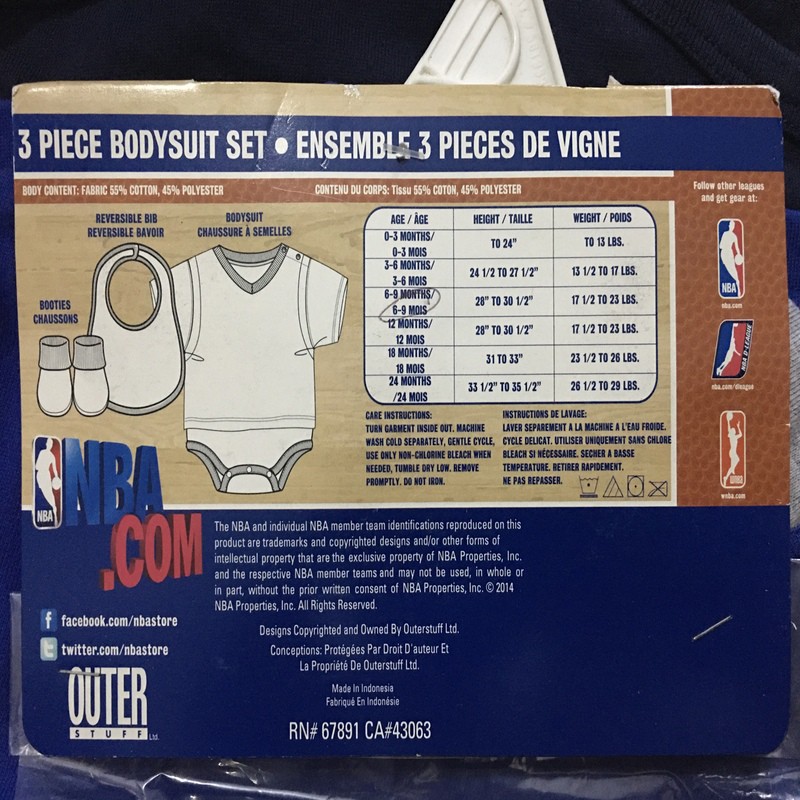 3 PIECE BODYSUIT SET • ENSEMBLE 3 PIECES DE VIGNE
BODY CONTENT: FABRIC 55% COTTON, 45% POLYESTER
CONTENU DU CORPS: Tissu 55% COTON, 45% POLYESTER
REVERSIBLE BIB
REVERSIBLE BAVOIR
BODYSUIT
CHAUSSURE À SEMELLES
BOOTIES
CHAUSSONS
AGE / ÂGE HEIGHT / TAILLE WEIGHT / POIDS
0-3 MONTHS/
0-3 MOIS
TO 24" TO 13 LBS.
3-6 MONTHS/
3-6 MOIS
24 1/2 TO 27 1/2" 13 1/2 TO 17 LBS.
6-9 MONTHS/
6-9 MOIS
28" TO 30 1/2" 17 1/2 TO 23 LBS.
12 MONTHS/
12 MOIS
28" TO 30 1/2" 17 1/2 TO 23 LBS.
18 MONTHS/
18 MOIS
31 TO 33" 23 1/2 TO 26 LBS.
24 MONTHS
/24 MOIS
33 1/2" TO 35 1/2" 26 1/2 TO 29 LBS.
CARE INSTRUCTIONS:
TURN GARMENT INSIDE OUT. MACHINE
WASH COLD SEPARATELY, GENTLE CYCLE,
USE ONLY NON-CHLORINE BLEACH WHEN
NEEDED, TUMBLE DRY LOW. REMOVE
PROMPTLY. DO NOT IRON.
INSTRUCTIONS DE LAVAGE:
LAVER SEPAREMENT A LA MACHINE A L'EAU FROIDE.
CYCLE DELICAT. UTILISER UNIQUEMENT SANS CHLORE
BLEACH SI NÉCESSAIRE. SECHER A BASSE
TEMPERATURE. RETIRER RAPIDEMENT.
NE PAS REPASSER.
Follow other leagues
and get gear at:
NBA
nba.com
NBA D-LEAGUE
nba.com/dleague
WNBA
wnba.com
NBA
NBA
.COM
The NBA and individual NBA member team identifications reproduced on this
product are trademarks and copyrighted designs and/or other forms of
intellectual property that are the exclusive property of NBA Properties, Inc.
and the respective NBA member teams and may not be used, in whole or
in part, without the prior written consent of NBA Properties, Inc. © 2014
NBA Properties, Inc. All Rights Reserved.
f facebook.com/nbastore
t twitter.com/nbastore
Designs Copyrighted and Owned By Outerstuff Ltd.
Conceptions: Protégées Par Droit D'auteur Et
La Propriété De Outerstuff Ltd.
Made in Indonesia
Fabriqué En Indonésie
OUTER
STUFF Ltd.
RN# 67891 CA#43063